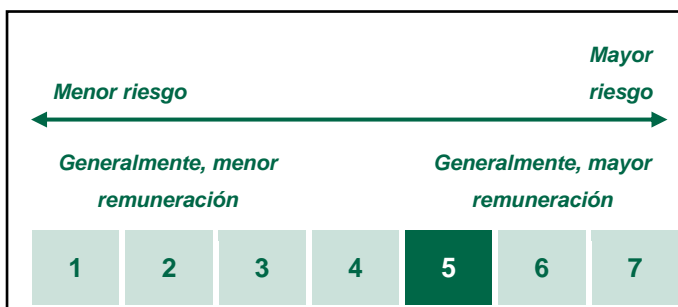 Mayor
Menor riesgo riesgo
Generalmente, menor Generalmente, mayor
remuneración remuneración
1 2 3 4 5 6 7